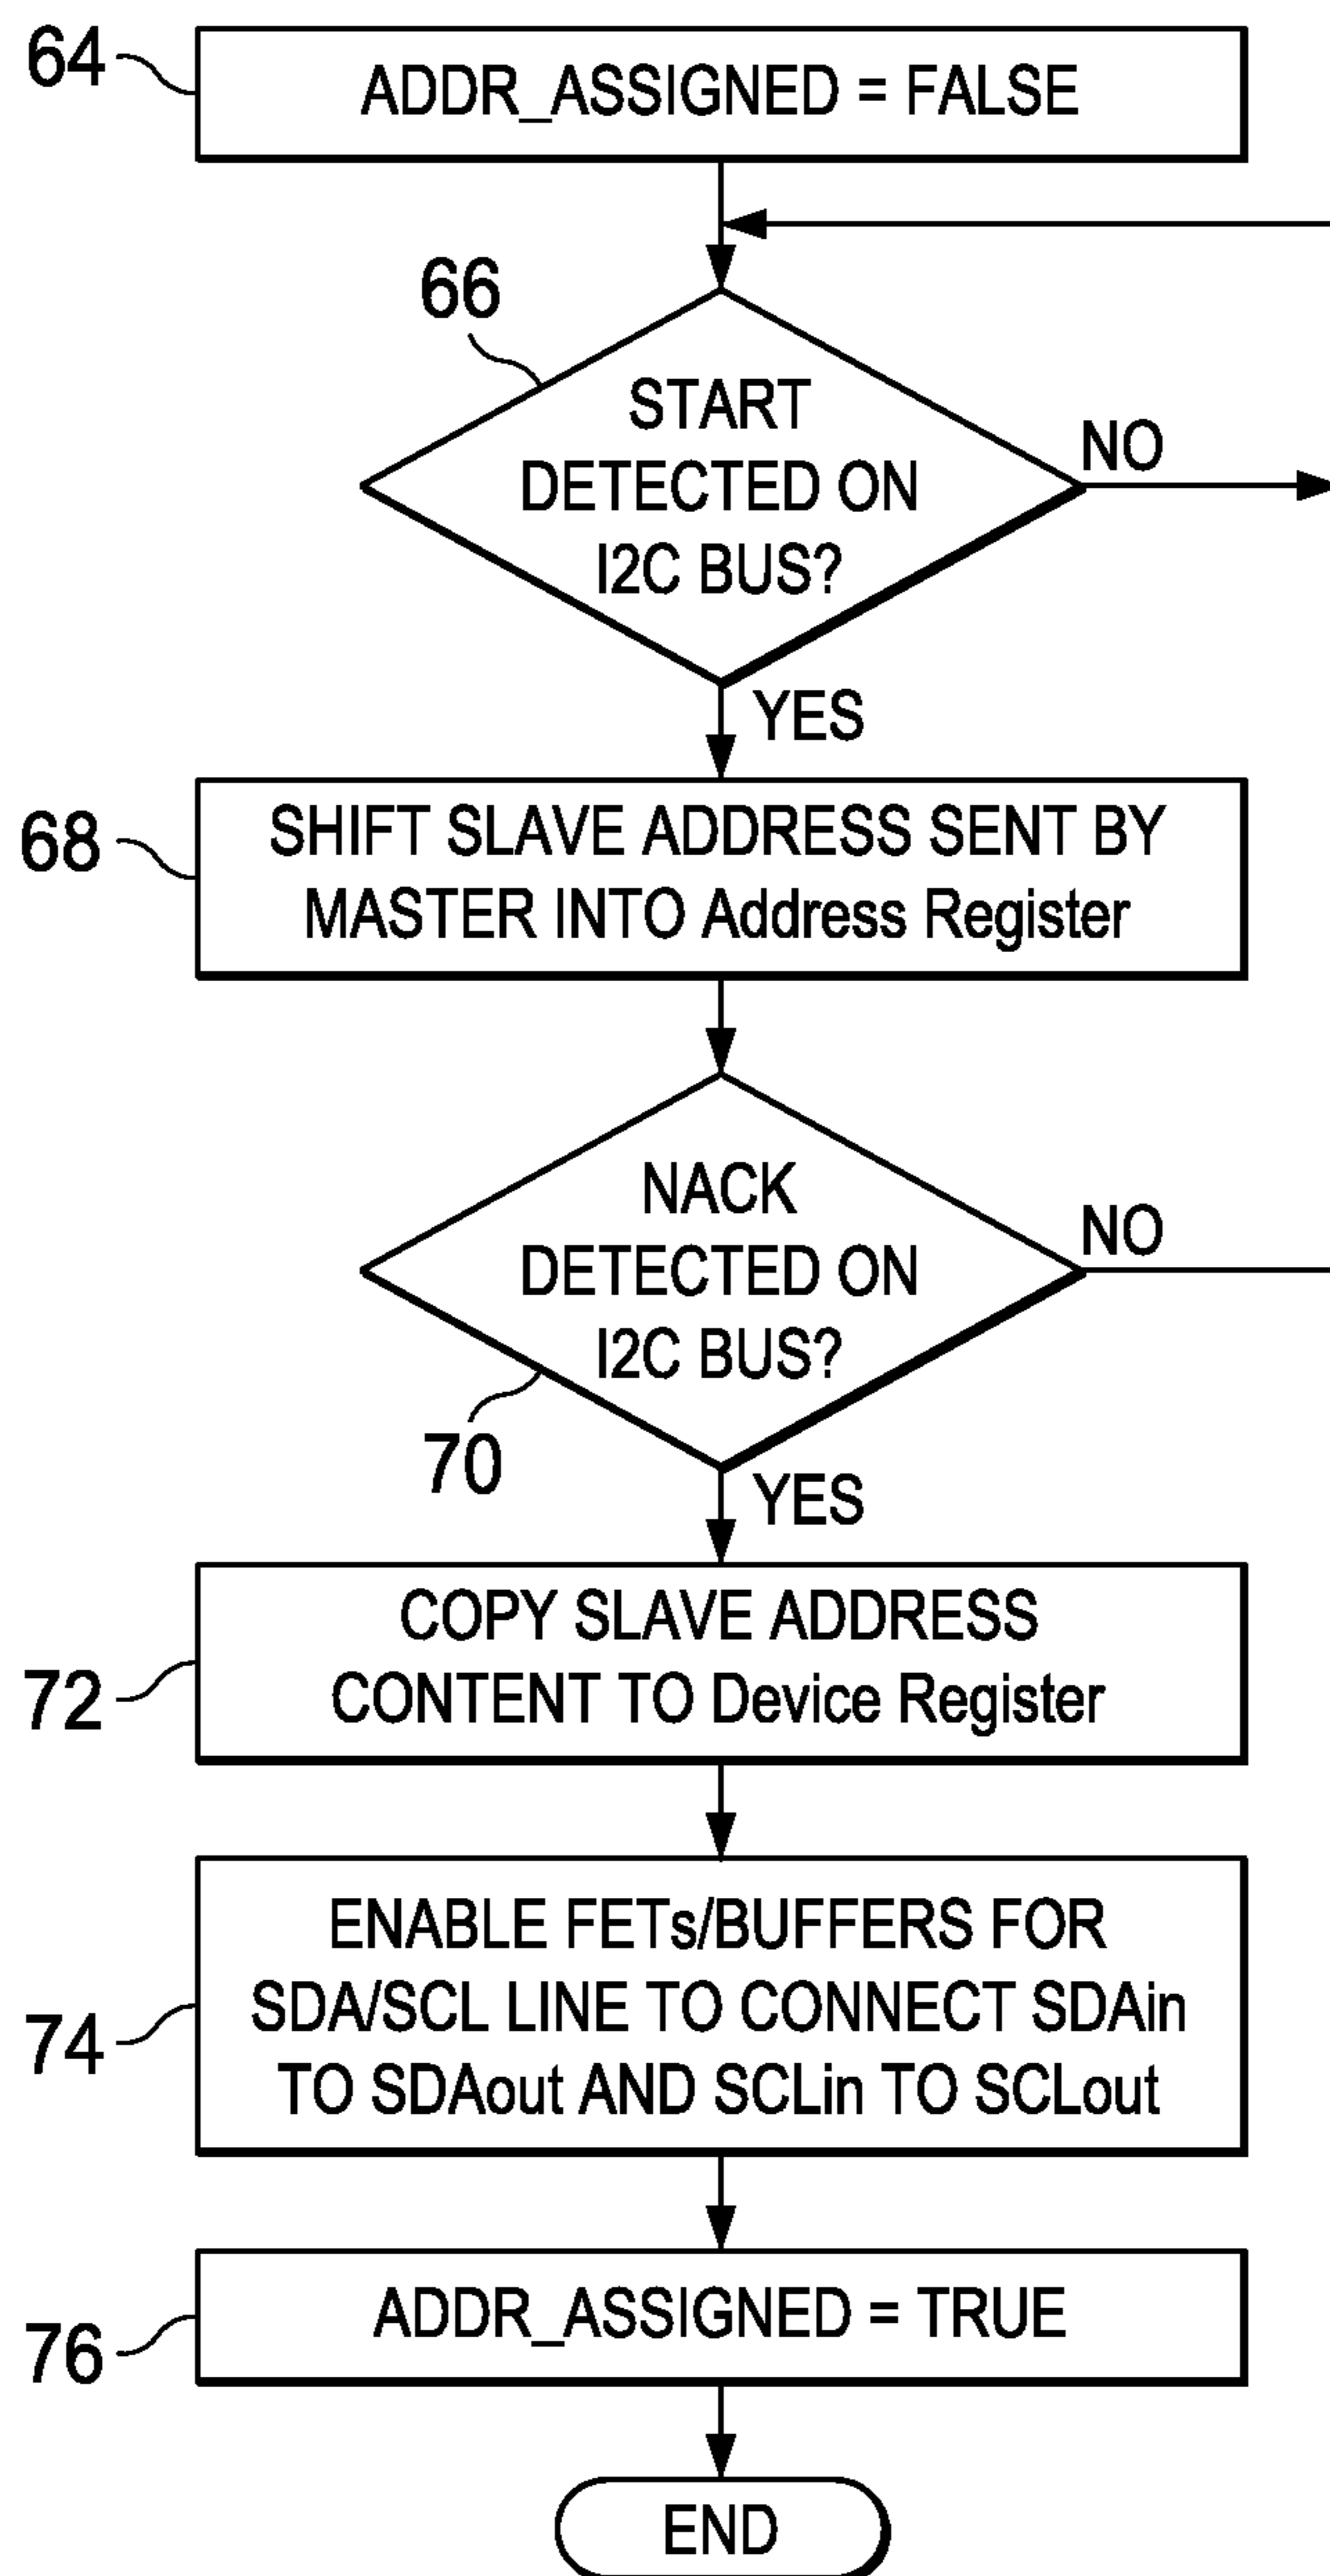 64
ADDR_ASSIGNED = FALSE
66
START
DETECTED ON
I2C BUS?
NO
YES
68
SHIFT SLAVE ADDRESS SENT BY
MASTER INTO Address Register
NACK
DETECTED ON
I2C BUS?
NO
70
YES
72
COPY SLAVE ADDRESS
CONTENT TO Device Register
74
ENABLE FETs/BUFFERS FOR
SDA/SCL LINE TO CONNECT SDAin
TO SDAout AND SCLin TO SCLout
76
ADDR_ASSIGNED = TRUE
END